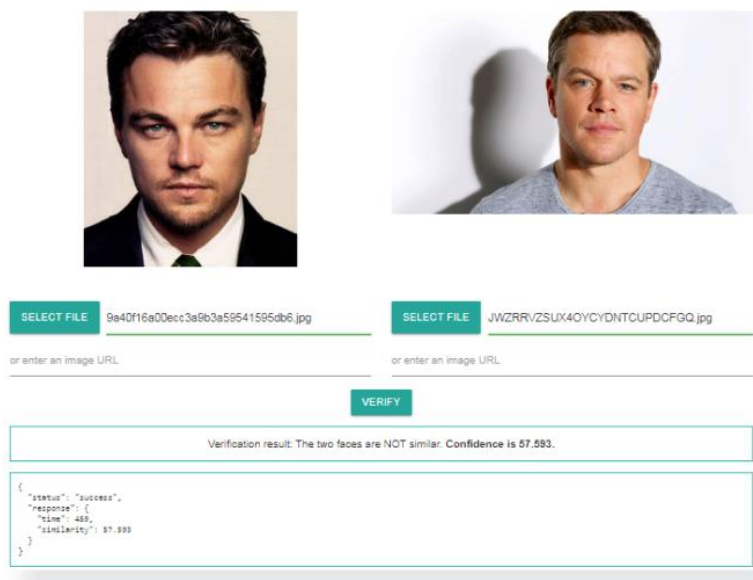 SELECT FILE 9a40f16a00ecc3a9b3a59541595db6.jpg
SELECT FILE JWZRRVZSUX4OYCYDNTCUPDCFGQ.jpg
or enter an image URL
or enter an image URL
VERIFY
Verification result: The two faces are NOT similar. Confidence is 57.593.
{
"status": "success",
"response": {
"time": 459,
"similarity": 57.593
}
}